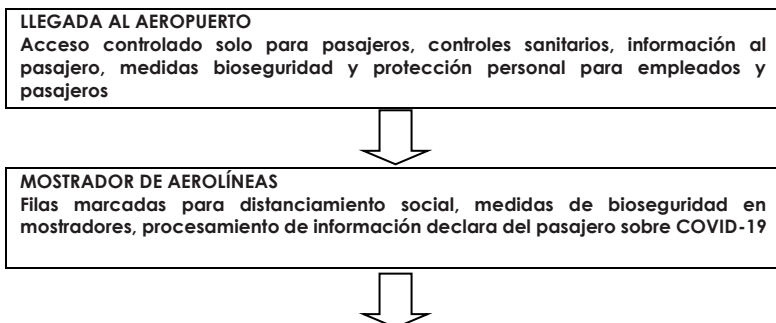 LLEGADA AL AEROPUERTO
Acceso controlado solo para pasajeros, controles sanitarios, información al
pasajero, medidas bioseguridad y protección personal para empleados y
pasajeros
MOSTRADOR DE AEROLÍNEAS
Filas marcadas para distanciamiento social, medidas de bioseguridad en
mostradores, procesamiento de información declara del pasajero sobre COVID-19